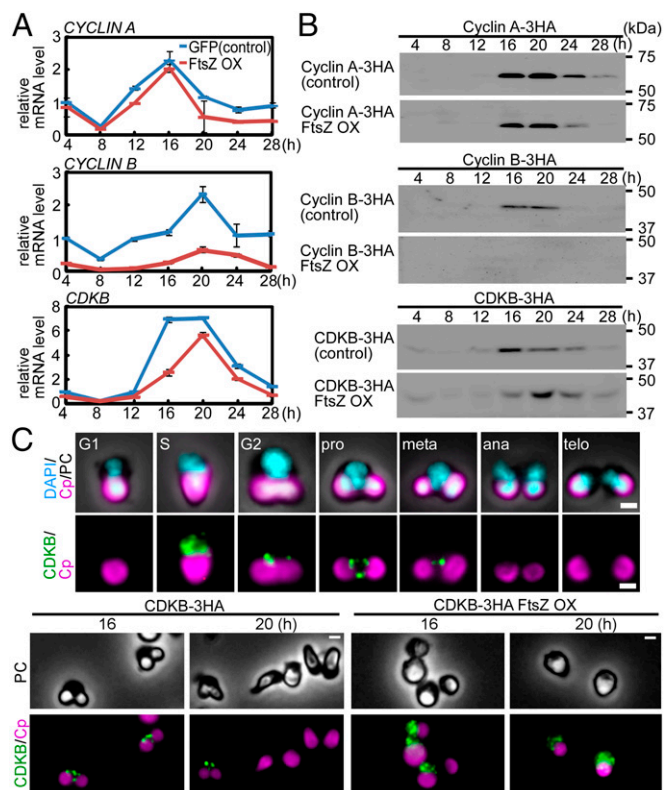 A
CYCLIN A
relative
mRNA level
3
2
1
0
GFP(control)
FtsZ OX
4 8 12 16 20 24 28(h)
CYCLIN B
relative
mRNA level
3
2
1
0
4 8 12 16 20 24 28(h)
CDKB
relative
mRNA level
8
6
4
2
0
4 8 12 16 20 24 28(h)
B
Cyclin A-3HA (kDa)
4 8 12 16 20 24 28 (h)
Cyclin A-3HA
(control)
75
50
Cyclin A-3HA
FtsZ OX
75
50
Cyclin B-3HA
4 8 12 16 20 24 28 (h)
Cyclin B-3HA
(control)
50
37
Cyclin B-3HA
FtsZ OX
50
37
CDKB-3HA
4 8 12 16 20 24 28 (h)
CDKB-3HA
(control)
50
37
CDKB-3HA
FtsZ OX
50
37
C
G1 S G2 pro meta ana telo
DAPI/
Cp/PC
CDKB/
Cp
CDKB-3HA CDKB-3HA FtsZ OX
16 20 (h) 16 20 (h)
PC
CDKB/Cp